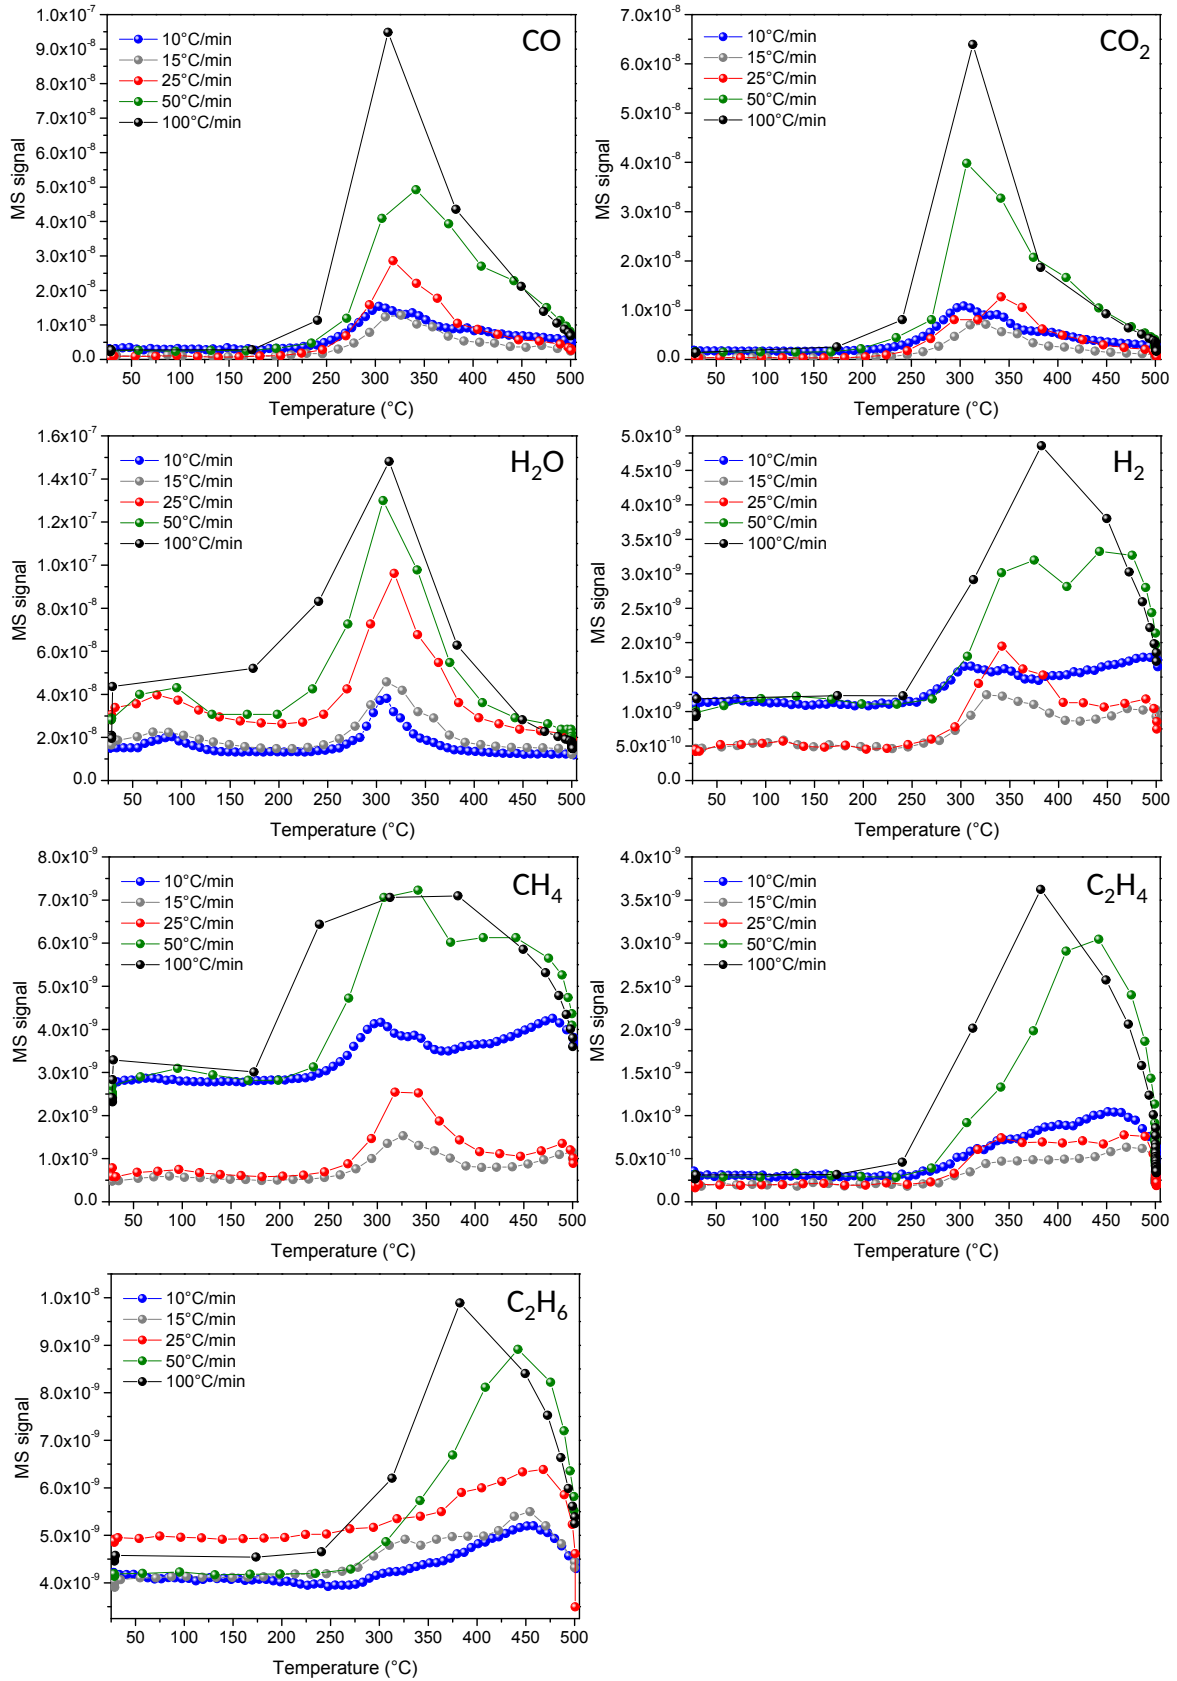 CO
10°C/min
15°C/min
25°C/min
50°C/min
100°C/min
1.0x10⁻⁷
9.0x10⁻⁸
8.0x10⁻⁸
7.0x10⁻⁸
6.0x10⁻⁸
5.0x10⁻⁸
4.0x10⁻⁸
3.0x10⁻⁸
2.0x10⁻⁸
1.0x10⁻⁸
0.0
MS signal
50 100 150 200 250 300 350 400 450 500
Temperature (°C)
CO₂
10°C/min
15°C/min
25°C/min
50°C/min
100°C/min
7.0x10⁻⁸
6.0x10⁻⁸
5.0x10⁻⁸
4.0x10⁻⁸
3.0x10⁻⁸
2.0x10⁻⁸
1.0x10⁻⁸
0.0
MS signal
50 100 150 200 250 300 350 400 450 500
Temperature (°C)
H₂O
10°C/min
15°C/min
25°C/min
50°C/min
100°C/min
1.6x10⁻⁷
1.4x10⁻⁷
1.2x10⁻⁷
1.0x10⁻⁷
8.0x10⁻⁸
6.0x10⁻⁸
4.0x10⁻⁸
2.0x10⁻⁸
0.0
MS signal
50 100 150 200 250 300 350 400 450 500
Temperature (°C)
H₂
10°C/min
15°C/min
25°C/min
50°C/min
100°C/min
5.0x10⁻⁹
4.5x10⁻⁹
4.0x10⁻⁹
3.5x10⁻⁹
3.0x10⁻⁹
2.5x10⁻⁹
2.0x10⁻⁹
1.5x10⁻⁹
1.0x10⁻⁹
5.0x10⁻¹⁰
0.0
MS signal
50 100 150 200 250 300 350 400 450 500
Temperature (°C)
CH₄
10°C/min
15°C/min
25°C/min
50°C/min
100°C/min
8.0x10⁻⁹
7.0x10⁻⁹
6.0x10⁻⁹
5.0x10⁻⁹
4.0x10⁻⁹
3.0x10⁻⁹
2.0x10⁻⁹
1.0x10⁻⁹
0.0
MS signal
50 100 150 200 250 300 350 400 450 500
Temperature (°C)
C₂H₄
10°C/min
15°C/min
25°C/min
50°C/min
100°C/min
4.0x10⁻⁹
3.5x10⁻⁹
3.0x10⁻⁹
2.5x10⁻⁹
2.0x10⁻⁹
1.5x10⁻⁹
1.0x10⁻⁹
5.0x10⁻¹⁰
0.0
MS signal
50 100 150 200 250 300 350 400 450 500
Temperature (°C)
C₂H₆
10°C/min
15°C/min
25°C/min
50°C/min
100°C/min
1.0x10⁻⁸
9.0x10⁻⁹
8.0x10⁻⁹
7.0x10⁻⁹
6.0x10⁻⁹
5.0x10⁻⁹
4.0x10⁻⁹
MS signal
50 100 150 200 250 300 350 400 450 500
Temperature (°C)